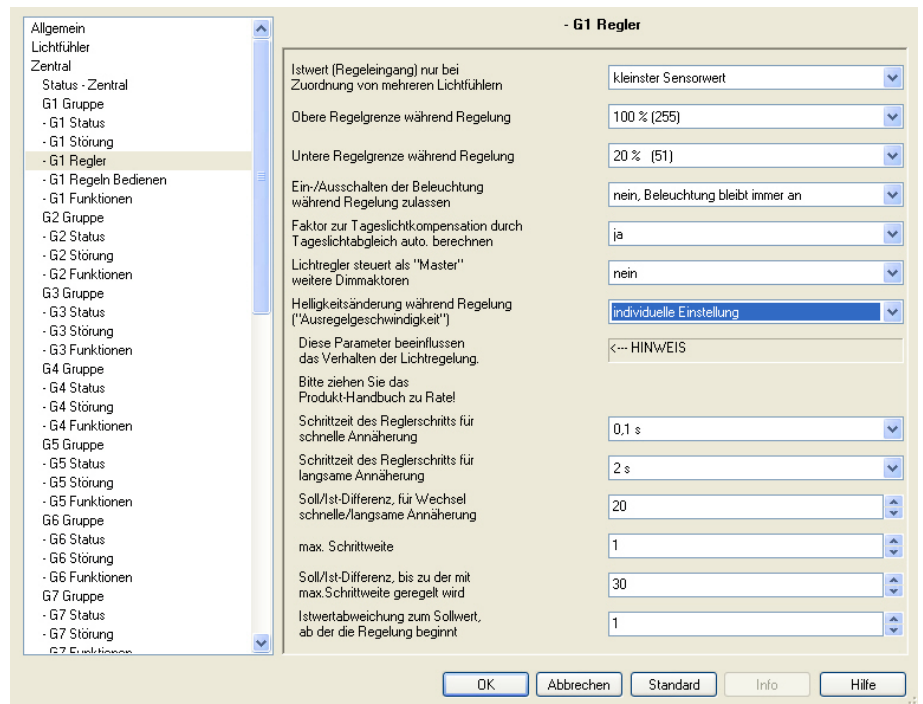 Allgemein
Lichtfühler
Zentral
Status - Zentral
G1 Gruppe
- G1 Status
- G1 Störung
- G1 Regler
- G1 Regeln Bedienen
- G1 Funktionen
G2 Gruppe
- G2 Status
- G2 Störung
- G2 Funktionen
G3 Gruppe
- G3 Status
- G3 Störung
- G3 Funktionen
G4 Gruppe
- G4 Status
- G4 Störung
- G4 Funktionen
G5 Gruppe
- G5 Status
- G5 Störung
- G5 Funktionen
G6 Gruppe
- G6 Status
- G6 Störung
- G6 Funktionen
G7 Gruppe
- G7 Status
- G7 Störung
- G7 Funktionen
- G1 Regler
Istwert (Regeleingang) nur bei
Zuordnung von mehreren Lichtfühlern
kleinster Sensorwert
Obere Regelgrenze während Regelung
100 % (255)
Untere Regelgrenze während Regelung
20 % (51)
Ein-/Ausschalten der Beleuchtung
während Regelung zulassen
nein, Beleuchtung bleibt immer an
Faktor zur Tageslichtkompensation durch
Tageslichtabgleich auto. berechnen
ja
Lichtregler steuert als "Master"
weitere Dimmaktoren
nein
Helligkeitsänderung während Regelung
("Ausregelgeschwindigkeit")
individuelle Einstellung
Diese Parameter beeinflussen
das Verhalten der Lichtregelung.
<--- HINWEIS
Bitte ziehen Sie das
Produkt-Handbuch zu Rate!
Schrittzeit des Reglerschritts für
schnelle Annäherung
0,1 s
Schrittzeit des Reglerschritts für
langsame Annäherung
2 s
Soll/Ist-Differenz, für Wechsel
schnelle/langsame Annäherung
20
max. Schrittweite
1
Soll/Ist-Differenz, bis zu der mit
max.Schrittweite geregelt wird
30
Istwertabweichung zum Sollwert,
ab der die Regelung beginnt
1
OK
Abbrechen
Standard
Info
Hilfe